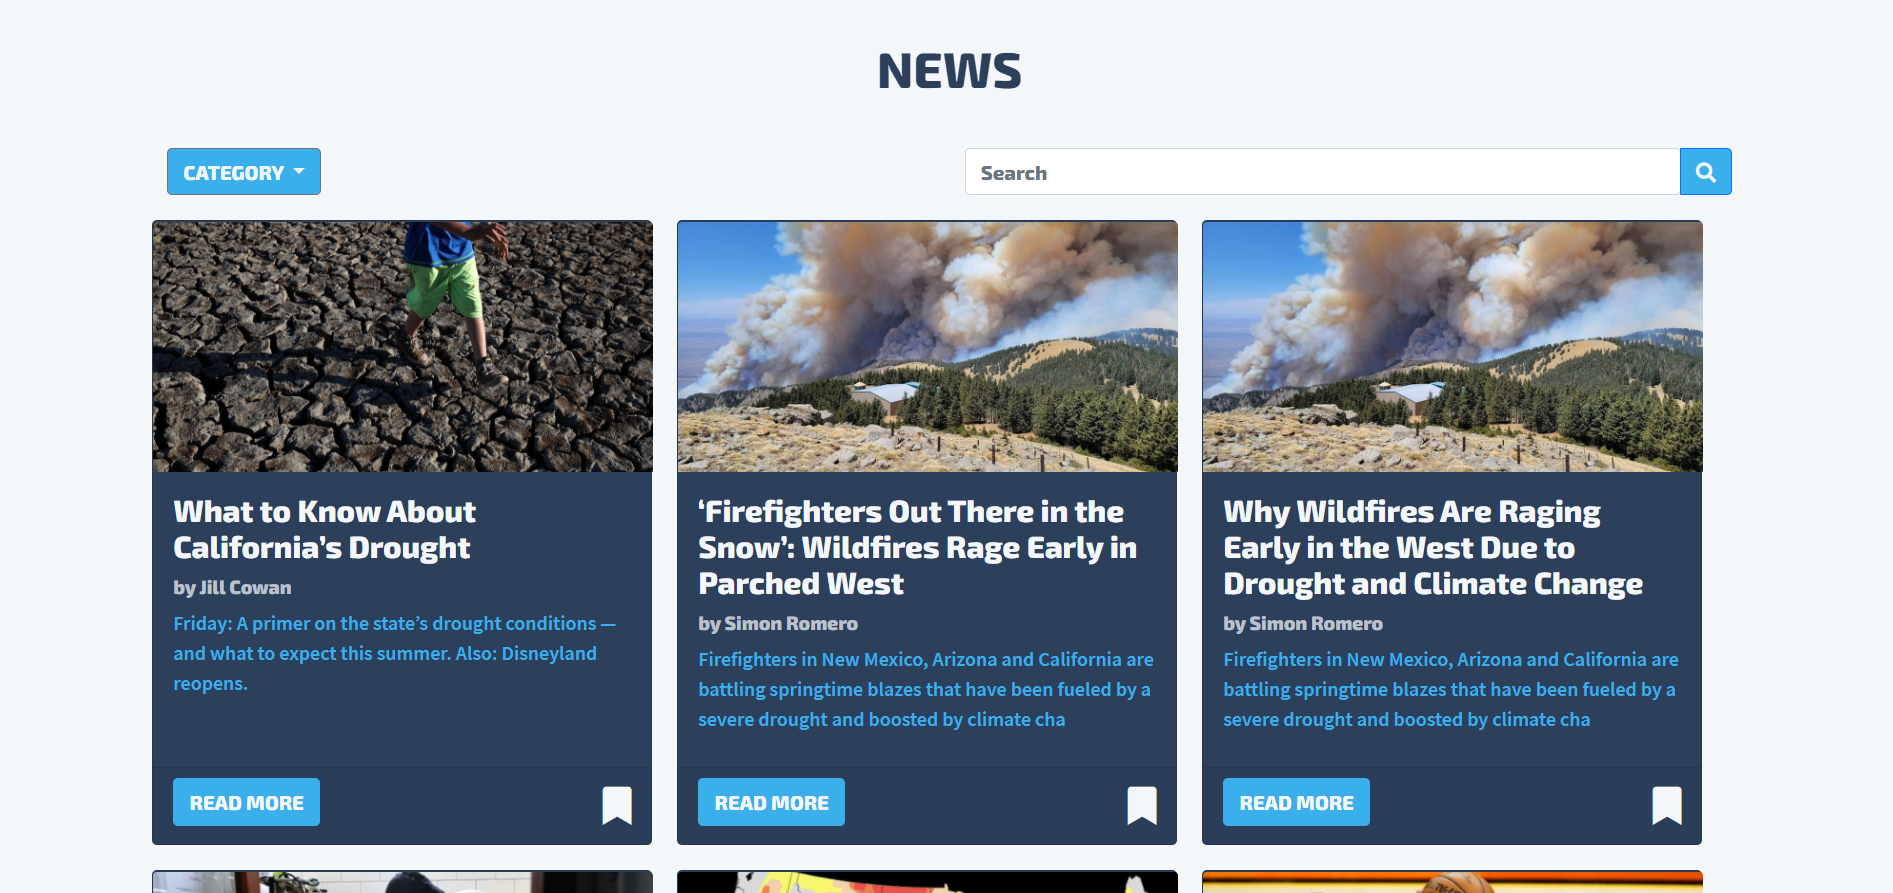 NEWS
CATEGORY
Search
What to Know About
California’s Drought
by Jill Cowan
Friday: A primer on the state’s drought conditions —
and what to expect this summer. Also: Disneyland
reopens.
READ MORE
‘Firefighters Out There in the
Snow’: Wildfires Rage Early in
Parched West
by Simon Romero
Firefighters in New Mexico, Arizona and California are
battling springtime blazes that have been fueled by a
severe drought and boosted by climate cha
READ MORE
Why Wildfires Are Raging
Early in the West Due to
Drought and Climate Change
by Simon Romero
Firefighters in New Mexico, Arizona and California are
battling springtime blazes that have been fueled by a
severe drought and boosted by climate cha
READ MORE